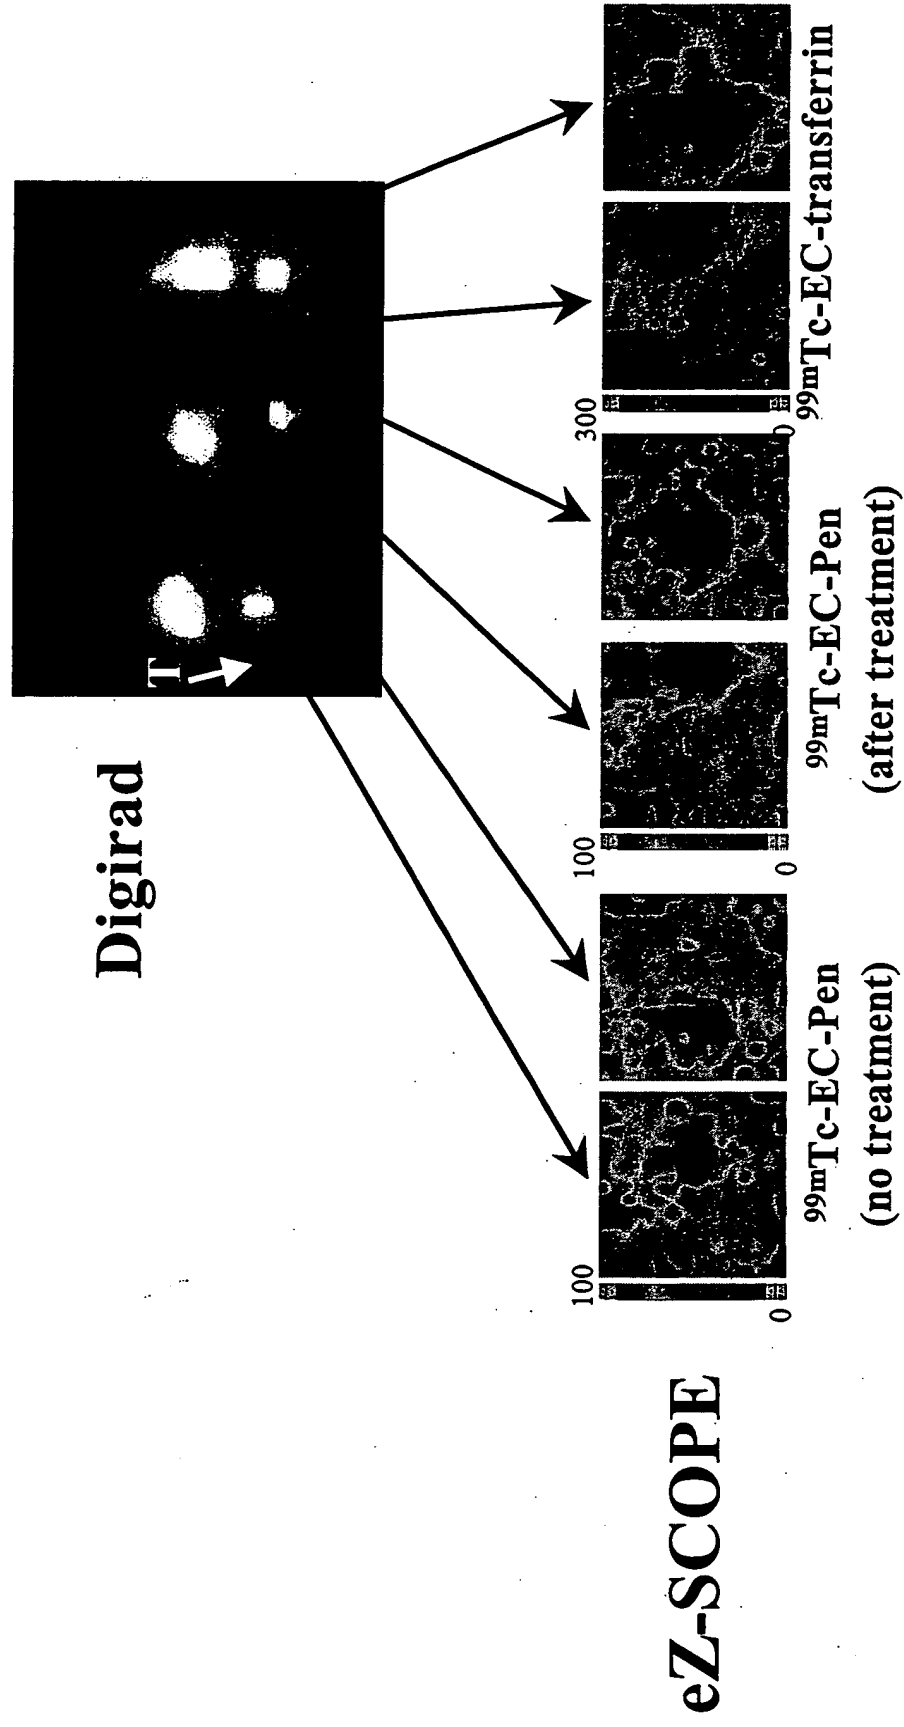 Digirad
T
eZ-SCOPE
100
0
99mTc-EC-Pen
(no treatment)
100
0
99mTc-EC-Pen
(after treatment)
300
0
99mTc-EC-transferrin